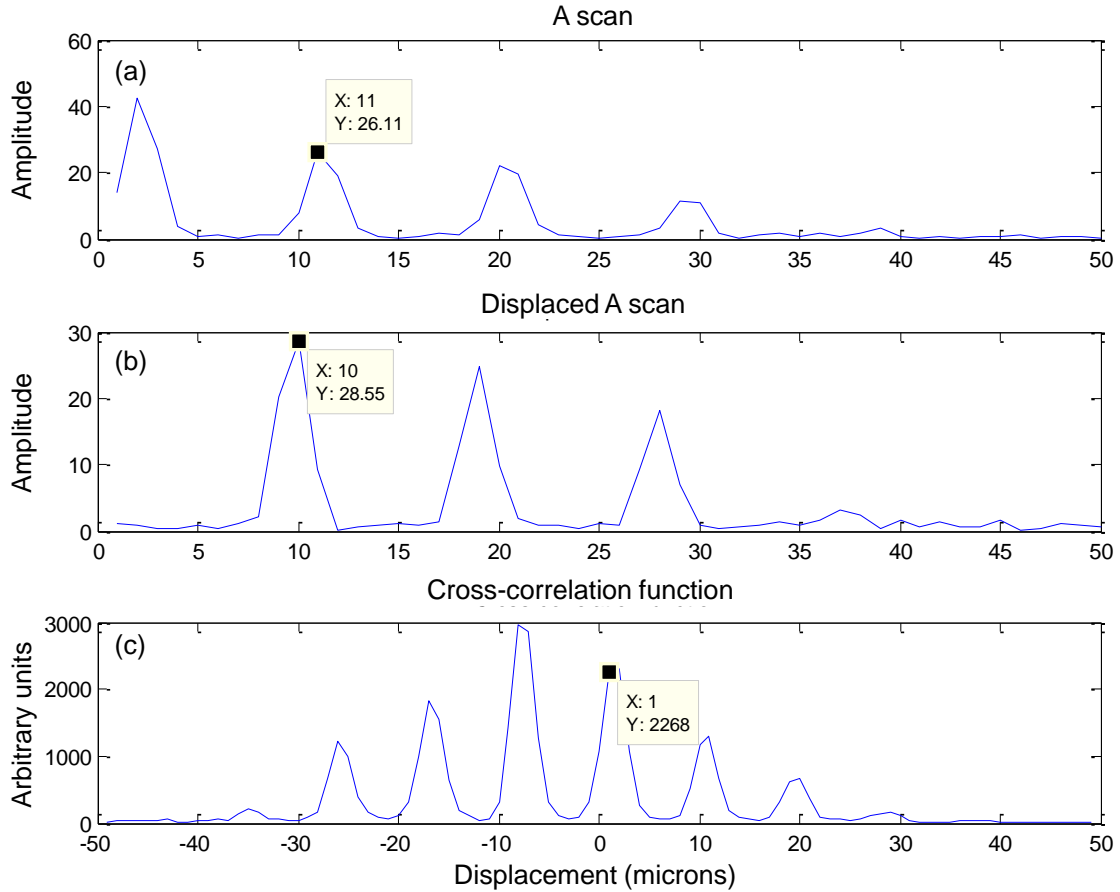 A scan
(a)
Amplitude
60
40
20
0
X: 11
Y: 26.11
0 5 10 15 20 25 30 35 40 45 50
Displaced A scan
(b)
Amplitude
30
20
10
0
X: 10
Y: 28.55
0 5 10 15 20 25 30 35 40 45 50
Cross-correlation function
(c)
Arbitrary units
3000
2000
1000
0
X: 1
Y: 2268
-50 -40 -30 -20 -10 0 10 20 30 40 50
Displacement (microns)